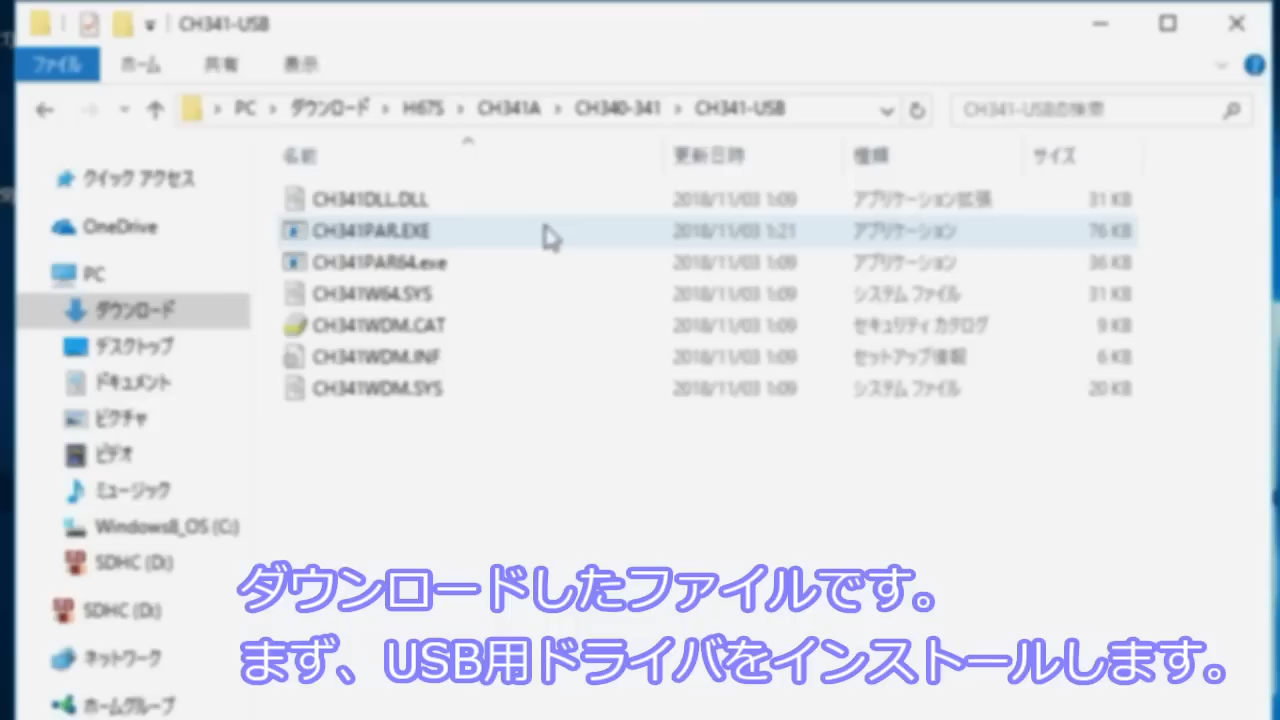 CH341-USB
ファイル ホーム 共有 表示
PC ダウンロード H67S CH341A CH340-341 CH341-USB CH341-USBの検索
名前 更新日時 種類 サイズ
クイック アクセス
OneDrive
PC
ダウンロード
デスクトップ
ドキュメント
ピクチャ
ビデオ
ミュージック
Windows8_OS (C:)
SDHC (D:)
SDHC (D:)
ネットワーク
ホームグループ
CH341DLL.DLL 2018/11/03 1:09 アプリケーション拡張 31 KB
CH341PAR.EXE 2018/11/03 1:21 アプリケーション 76 KB
CH341PAR64.exe 2018/11/03 1:09 アプリケーション 36 KB
CH341W64.SYS 2018/11/03 1:09 システム ファイル 31 KB
CH341WDM.CAT 2018/11/03 1:09 セキュリティ カタログ 9 KB
CH341WDM.INF 2018/11/03 1:09 セットアップ情報 6 KB
CH341WDM.SYS 2018/11/03 1:09 システム ファイル 20 KB
ダウンロードしたファイルです。
まず、USB用ドライバをインストールします。